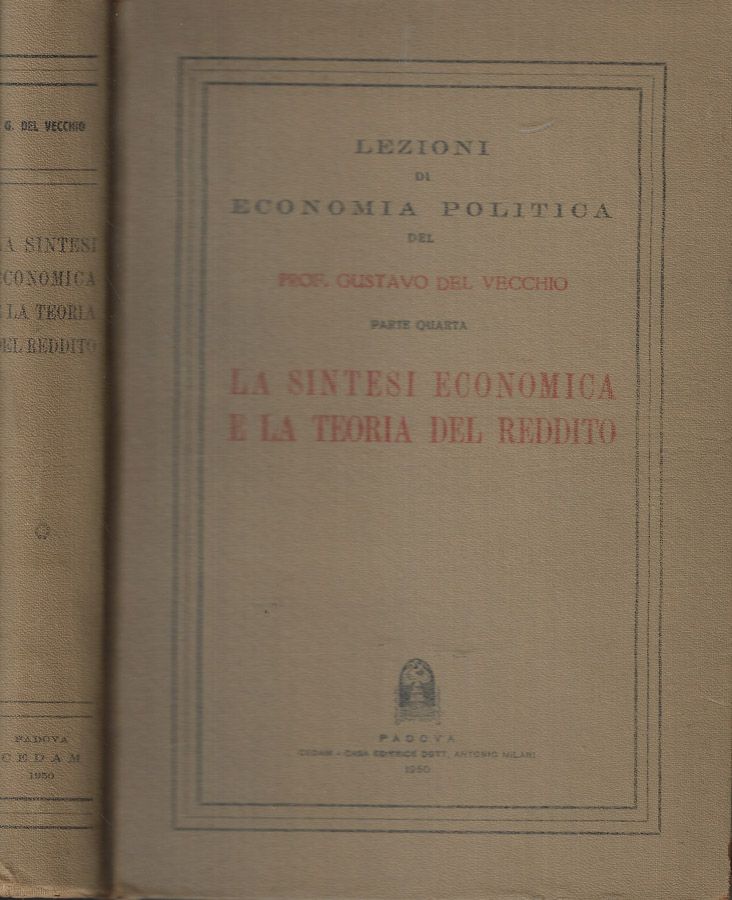 G. DEL VECCHIO
LA SINTESI
ECONOMICA
E LA TEORIA
DEL REDDITO
PADOVA
CEDAM
1950
LEZIONI
DI
ECONOMIA POLITICA
DEL
PROF. GUSTAVO DEL VECCHIO
PARTE QUARTA
LA SINTESI ECONOMICA
E LA TEORIA DEL REDDITO
PADOVA
CEDAM - CASA EDITRICE DOTT. ANTONIO MILANI
1950